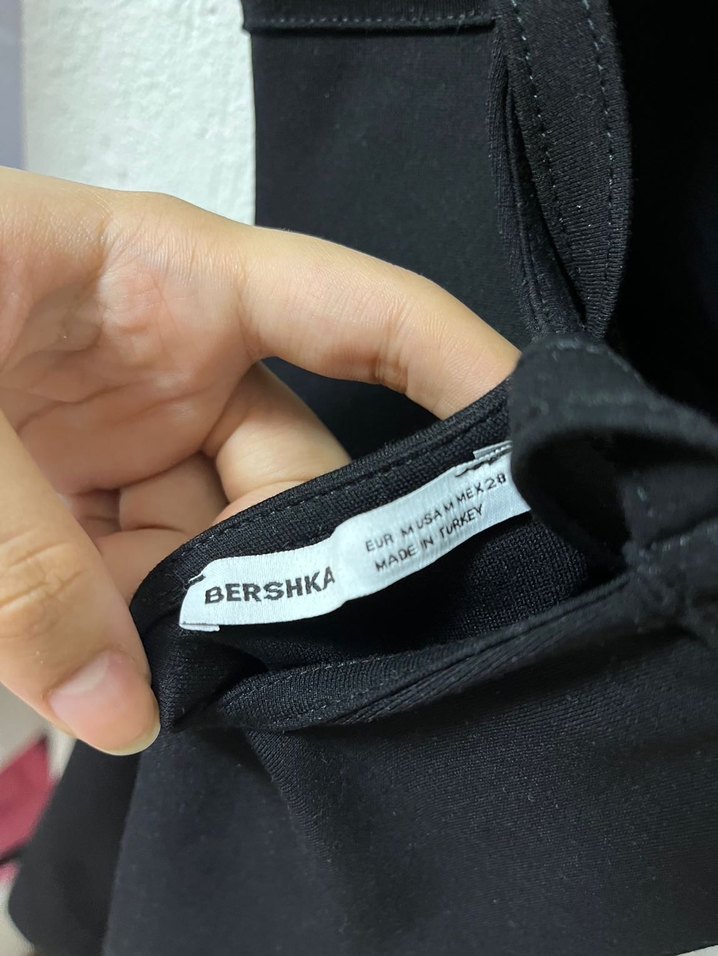 BERSHKA
EUR M USA M MEX 28
MADE IN TURKEY